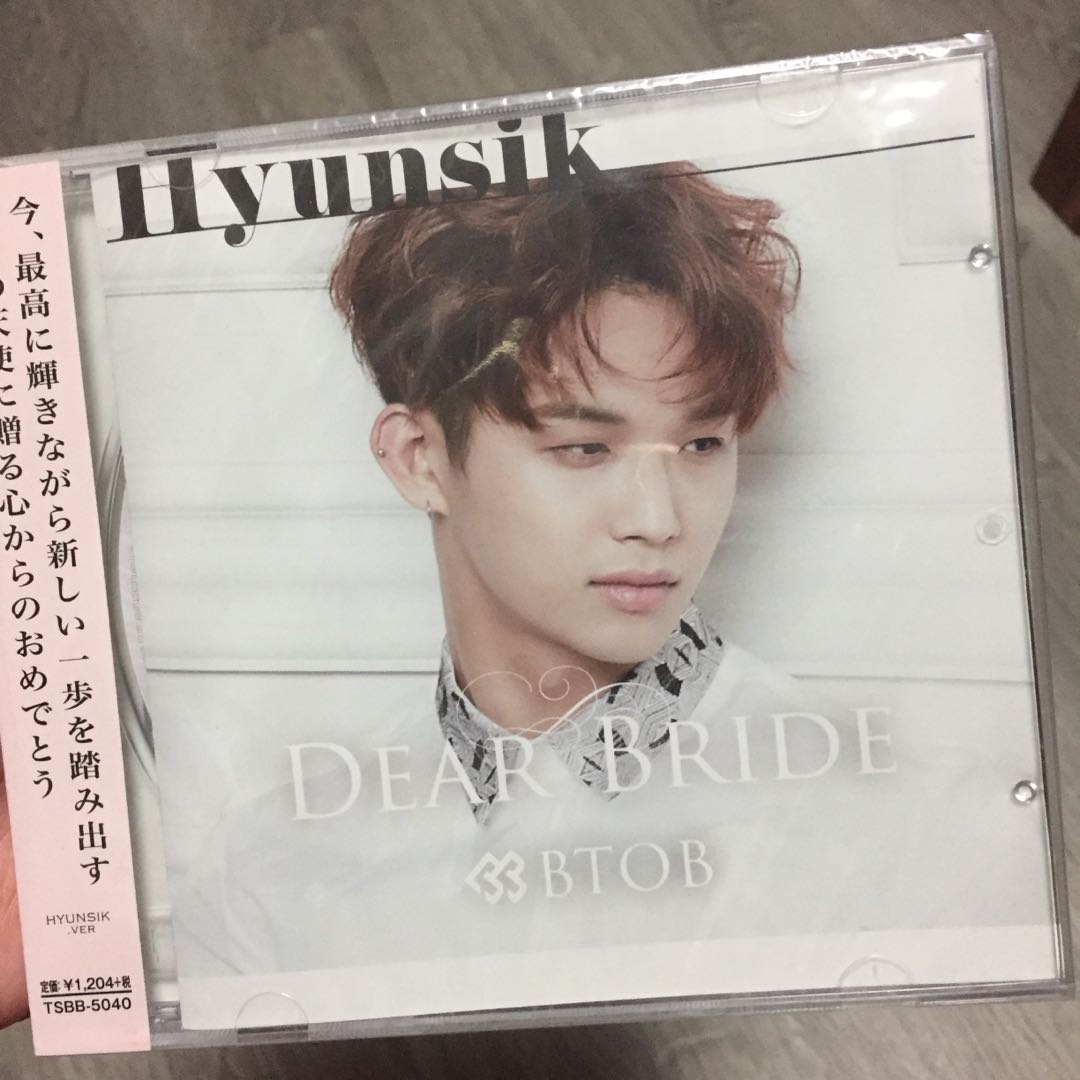 Hyunsik
今、最高に輝きながら新しい一歩を踏み出す
天使に贈る心からのおめでとう
DEAR BRIDE
BTOB
HYUNSIK
.VER
定価:¥1,204+税
TSBB-5040